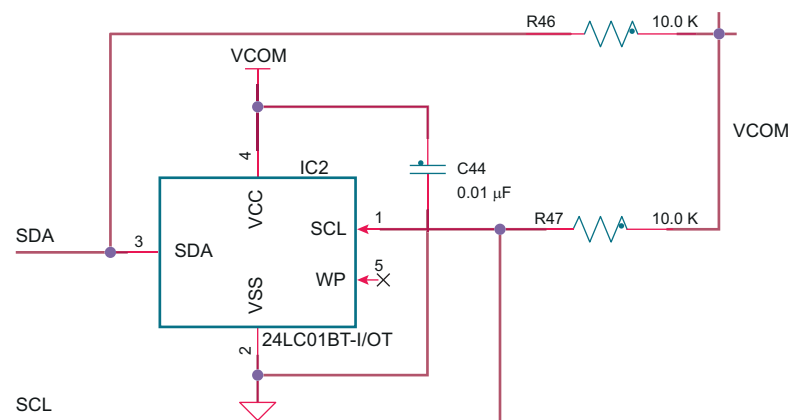 R46 10.0 K
VCOM
VCOM
4
IC2
C44
0.01 μF
VCC
SCL 1
R47 10.0 K
SDA
3
SDA
5
WP
VSS
2
24LC01BT-I/OT
SCL